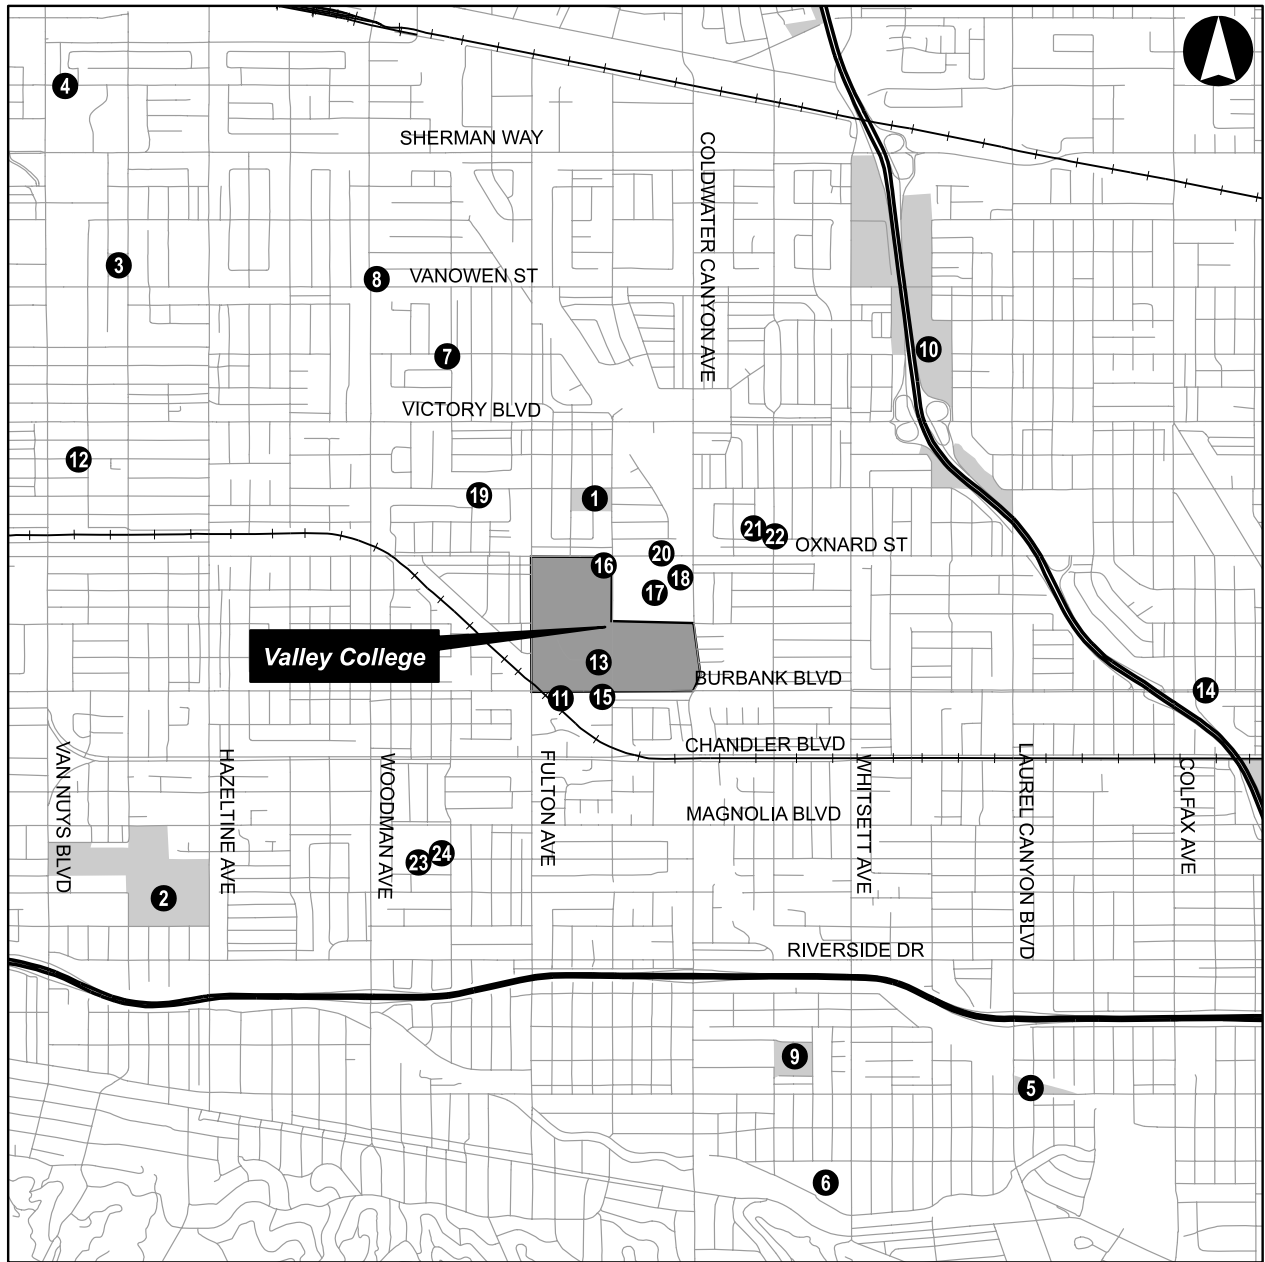 4
SHERMAN WAY
COLDWATER CANYON AVE
3
8
VANOWEN ST
10
7
VICTORY BLVD
12
19
1
21
22
OXNARD ST
20
16
18
17
Valley College
13
BURBANK BLVD
14
11
15
CHANDLER BLVD
VAN NUYS BLVD
HAZELTINE AVE
WOODMAN AVE
FULTON AVE
WHITSETT AVE
LAUREL CANYON BLVD
COLFAX AVE
MAGNOLIA BLVD
23
24
2
RIVERSIDE DR
9
5
6